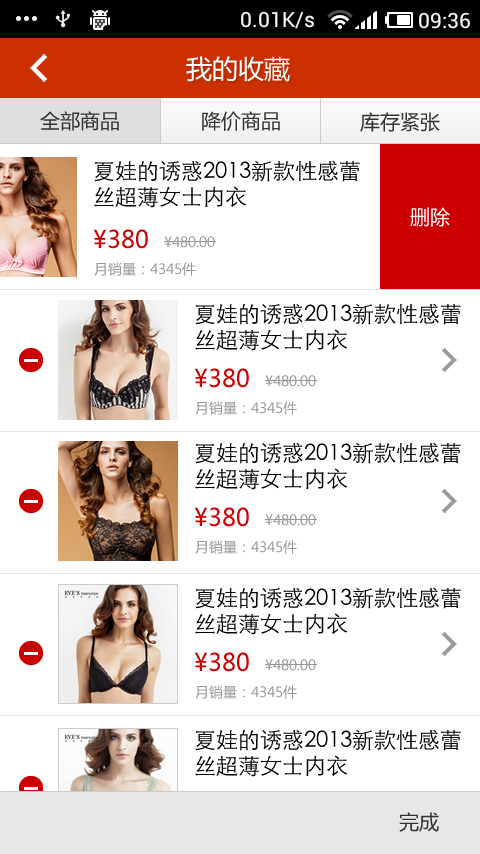 0.01K/s 09:36
我的收藏
全部商品 降价商品 库存紧张
夏娃的诱惑2013新款性感蕾
丝超薄女士内衣
¥380 ¥480.00
月销量：4345件
删除
夏娃的诱惑2013新款性感蕾
丝超薄女士内衣
¥380 ¥480.00
月销量：4345件
夏娃的诱惑2013新款性感蕾
丝超薄女士内衣
¥380 ¥480.00
月销量：4345件
EVE'S
夏娃的诱惑2013新款性感蕾
丝超薄女士内衣
¥380 ¥480.00
月销量：4345件
EVE'S
夏娃的诱惑2013新款性感蕾
丝超薄女士内衣
完成